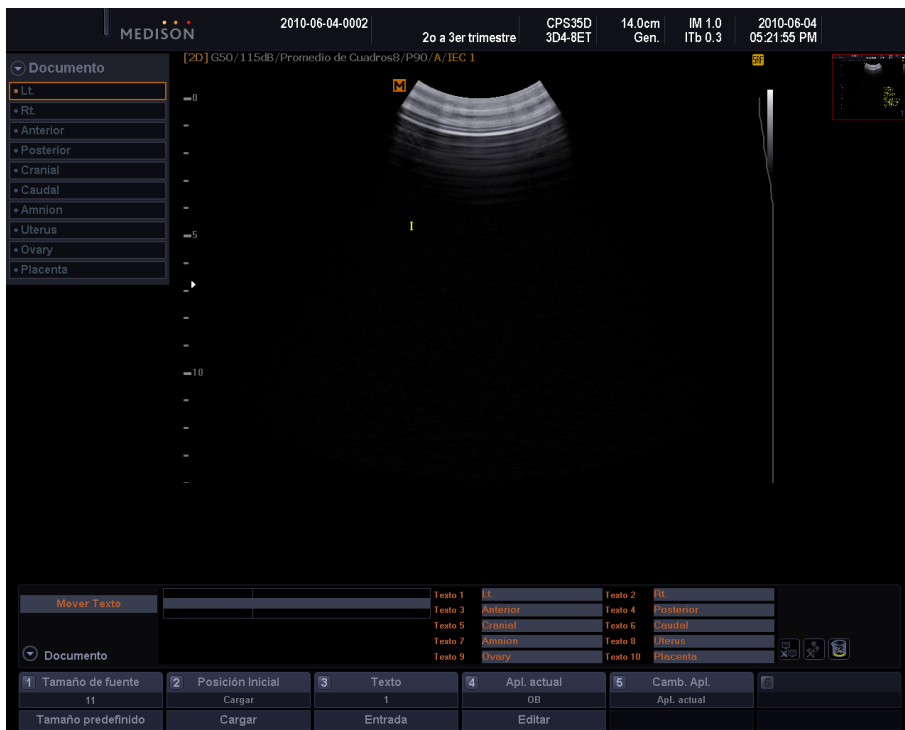 MEDISON
2010-06-04-0002
2o a 3er trimestre
CPS35D
3D4-8ET
14.0cm
Gen.
IM 1.0
ITb 0.3
2010-06-04
05:21:55 PM
[2D] G50/115dB/Promedio de Cuadros8/P90/A/IEC 1
Documento
Lt.
Rt.
Anterior
Posterior
Cranial
Caudal
Amnion
Uterus
Ovary
Placenta
M
0
5
10
I
Mover Texto
Documento
Texto 1 Lt. Texto 2 Rt.
Texto 3 Anterior Texto 4 Posterior
Texto 5 Cranial Texto 6 Caudal
Texto 7 Amnion Texto 8 Uterus
Texto 9 Ovary Texto 10 Placenta
1 Tamaño de fuente 2 Posición Inicial 3 Texto 4 Apl. actual 5 Camb. Apl. 6
11 Cargar 1 OB Apl. actual
Tamaño predefinido Cargar Entrada Editar